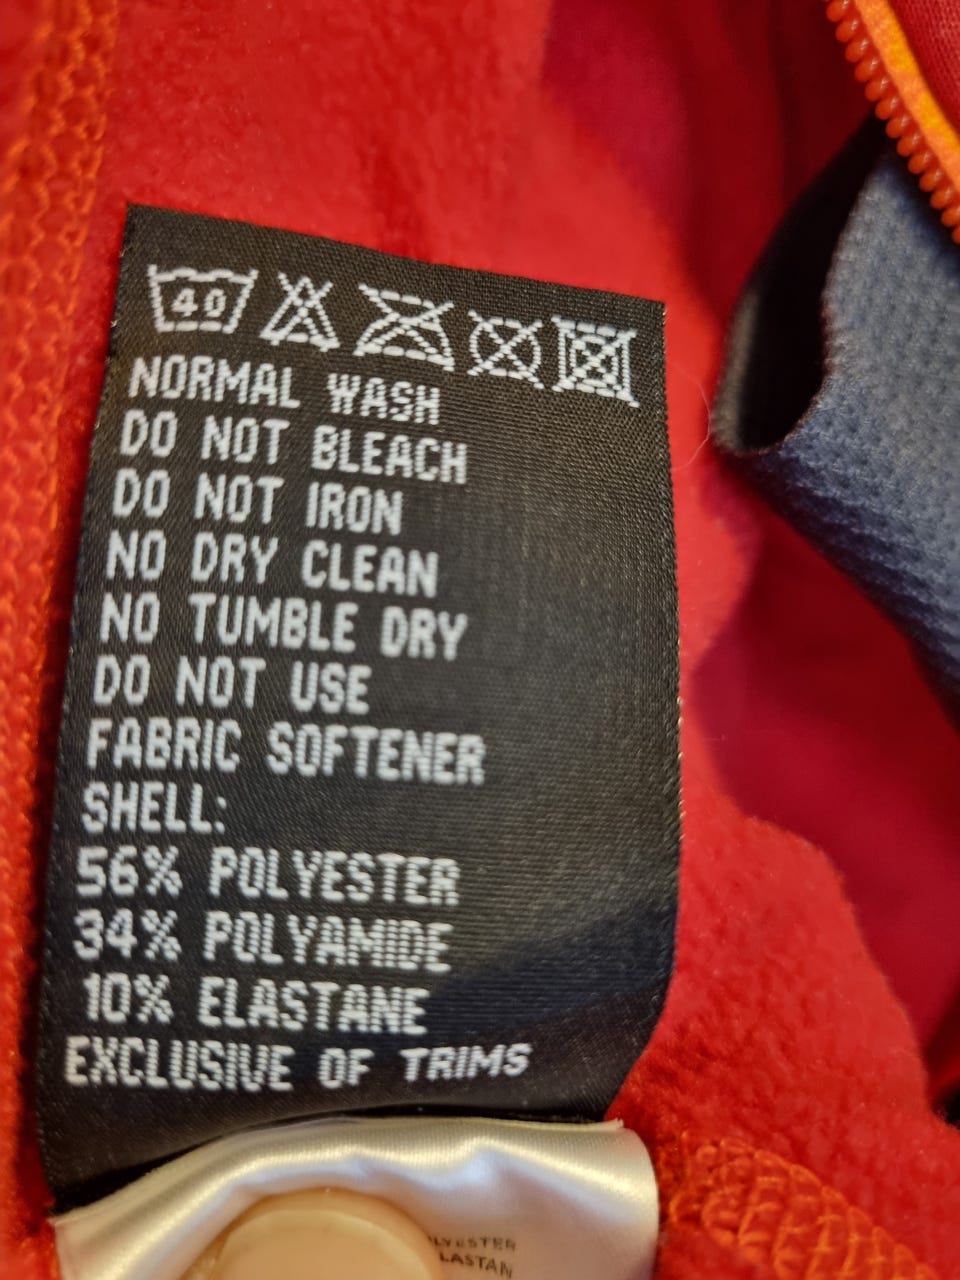 40
NORMAL WASH
DO NOT BLEACH
DO NOT IRON
NO DRY CLEAN
NO TUMBLE DRY
DO NOT USE
FABRIC SOFTENER
SHELL:
56% POLYESTER
34% POLYAMIDE
10% ELASTANE
EXCLUSIVE OF TRIMS